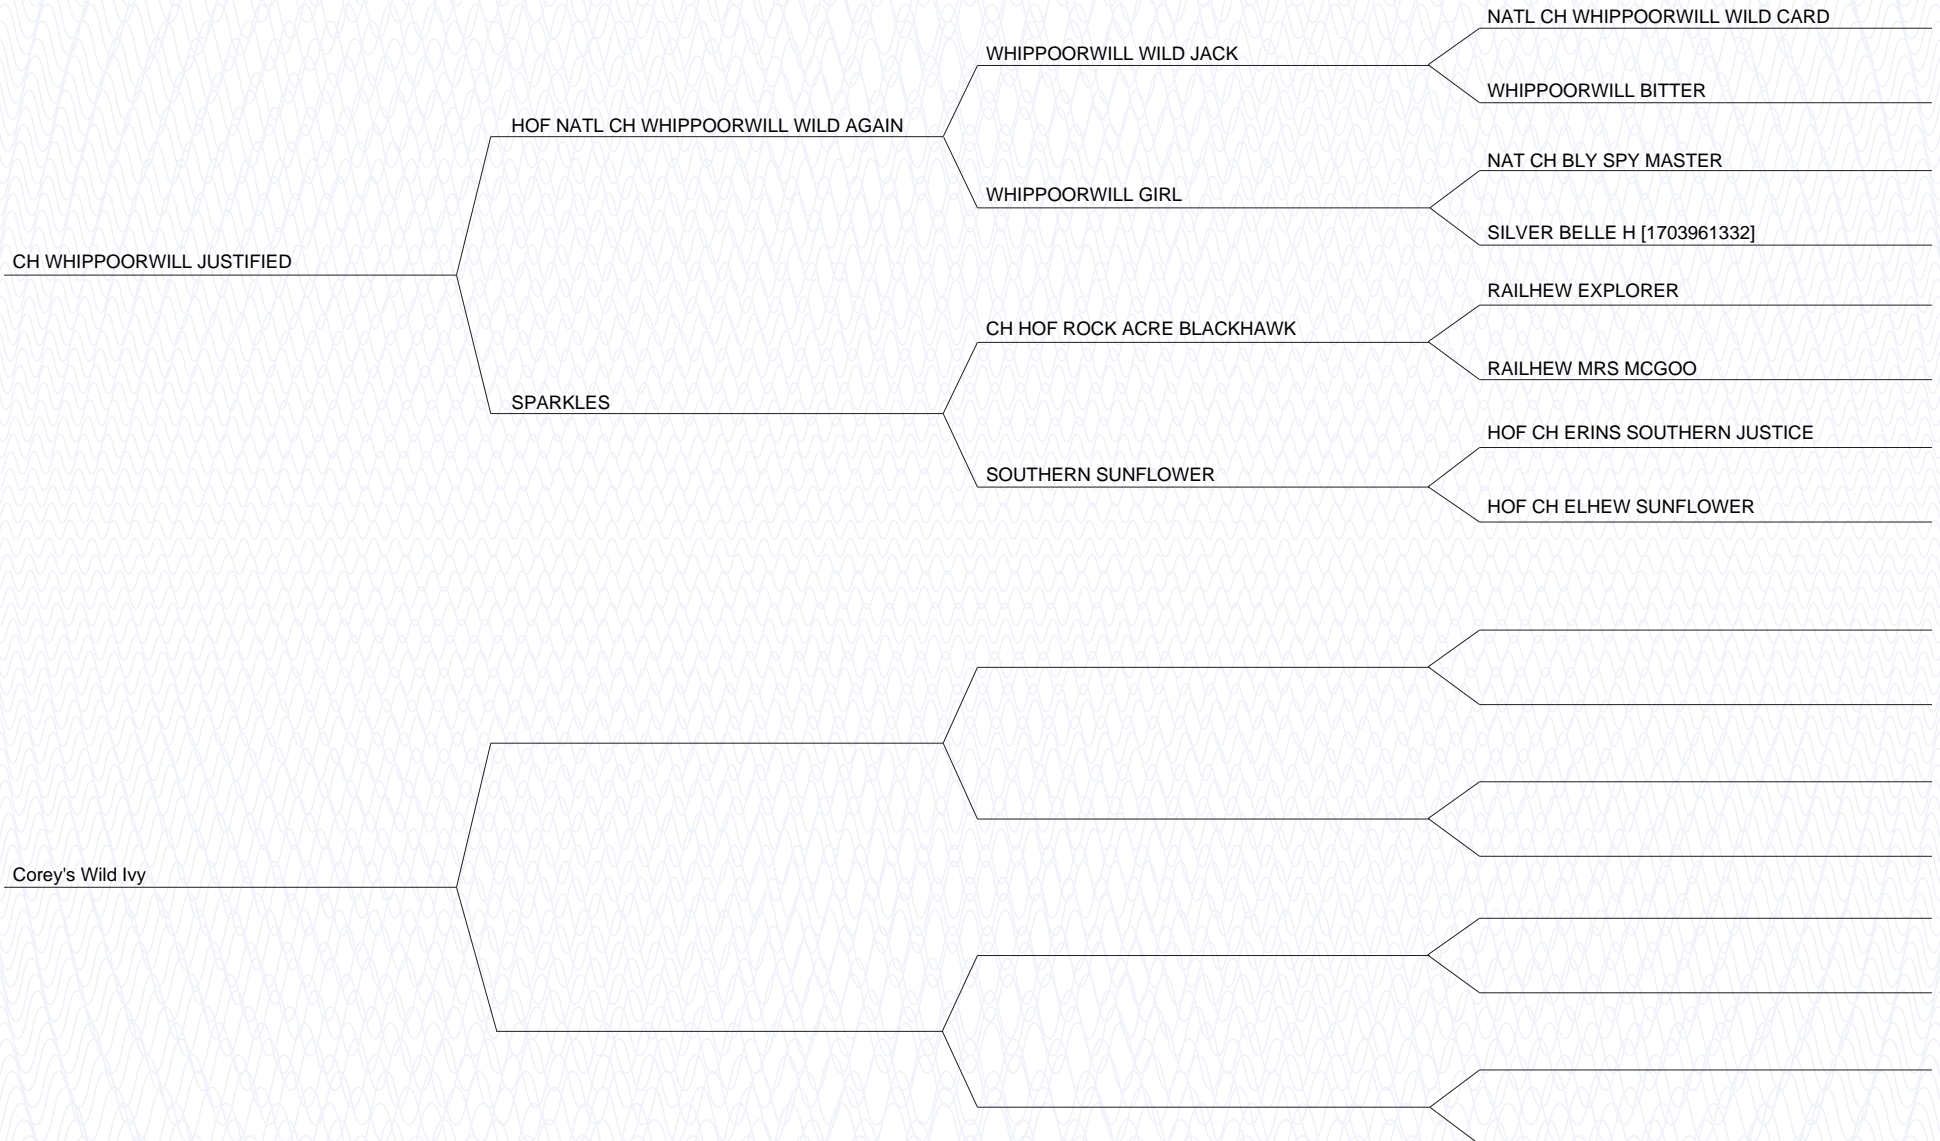 NATL CH WHIPPOORWILL WILD CARD
WHIPPOORWILL WILD JACK
WHIPPOORWILL BITTER
HOF NATL CH WHIPPOORWILL WILD AGAIN
NAT CH BLY SPY MASTER
WHIPPOORWILL GIRL
SILVER BELLE H [1703961332]
CH WHIPPOORWILL JUSTIFIED
RAILHEW EXPLORER
CH HOF ROCK ACRE BLACKHAWK
RAILHEW MRS MCGOO
SPARKLES
HOF CH ERINS SOUTHERN JUSTICE
SOUTHERN SUNFLOWER
HOF CH ELHEW SUNFLOWER
Corey's Wild Ivy